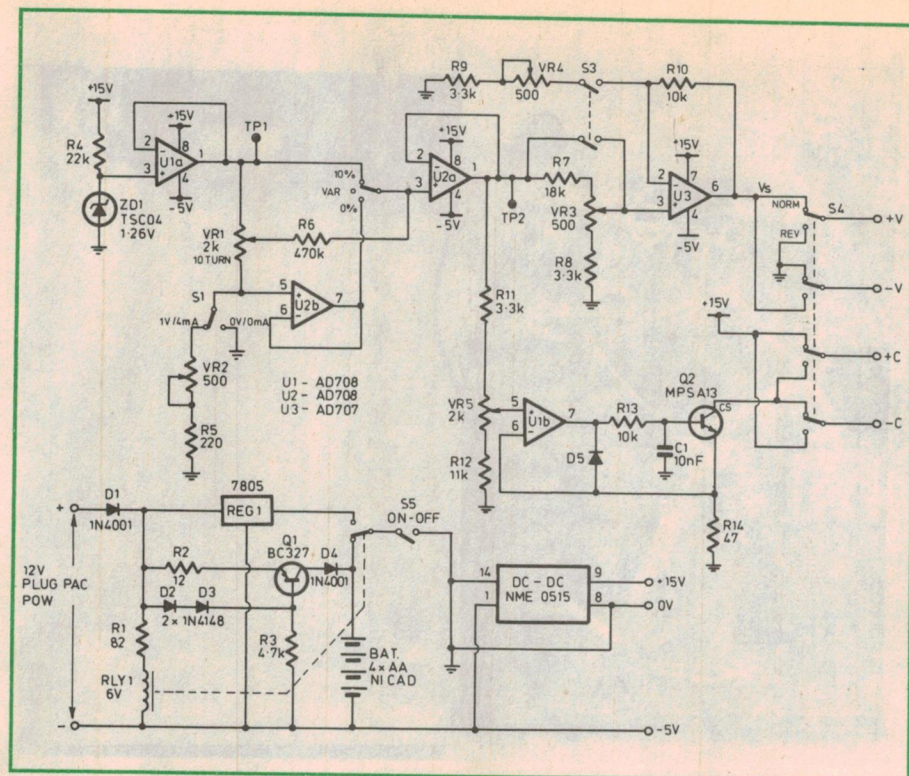 R9
3·3k
VR4
500
S3
R10
10k
+15V
R4
22k
+15V
2
8
U1a
1
3
4
-5V
TP1
ZD1
TSC04
1·26V
10%
VAR
0%
+15V
2
8
U2a
1
3
4
-5V
TP2
R7
18k
VR3
500
R8
3·3k
+15V
2
7
U3
6
3
4
-5V
Vs
NORM
REV
S4
+V
-V
+C
-C
+15V
VR1
2k
10TURN
R6
470k
S1
1V/4mA
0V/0mA
5
U2b
7
6
VR2
500
R5
220
U1 - AD708
U2 - AD708
U3 - AD707
R11
3·3k
VR5
2k
R12
11k
5
U1b
7
6
D5
R13
10k
C1
10nF
Q2
MPSA13
CS
R14
47
+
D1
1N4001
7805
REG 1
S5
ON-OFF
12V
PLUG PAC
POW
R2
12
Q1
BC327
D4
1N4001
D2
D3
2 × 1N4148
R1
82
R3
4·7k
RLY1
6V
BAT.
4×AA
NICAD
14
1
DC-DC
NME 0515
9
8
+15V
0V
-5V
-